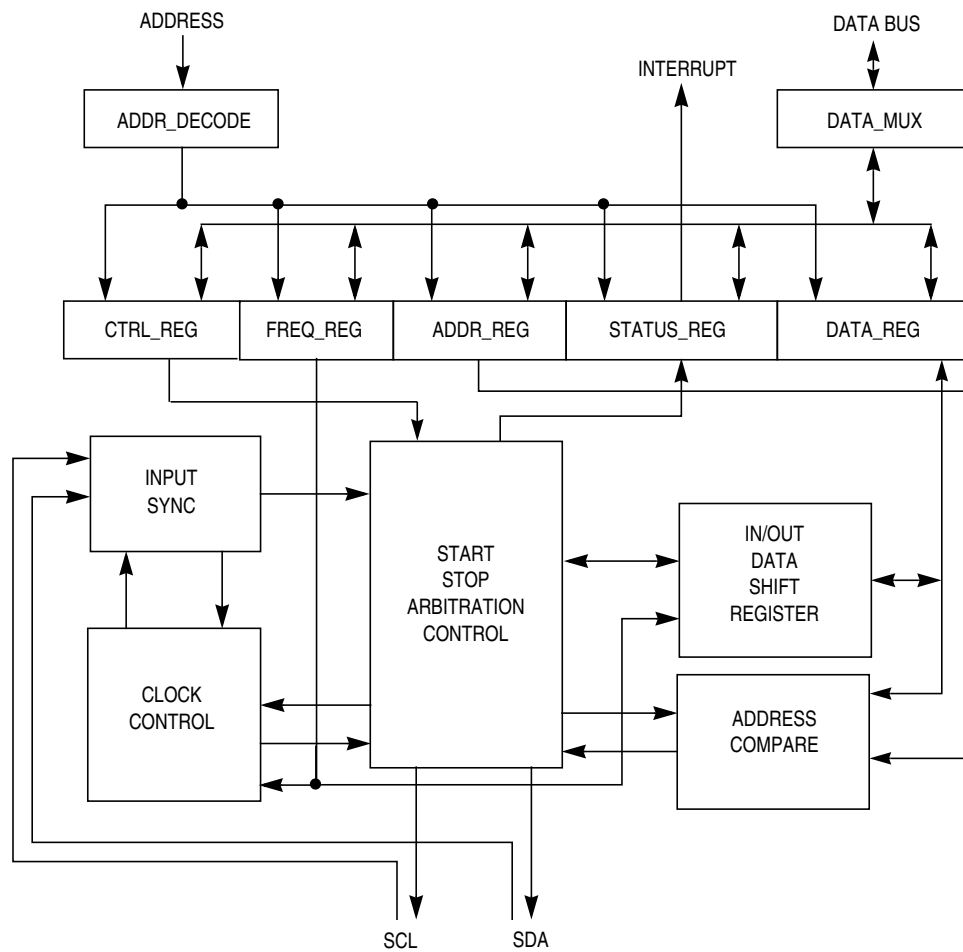 ADDRESS
DATA BUS
INTERRUPT
ADDR_DECODE
DATA_MUX
CTRL_REG
FREQ_REG
ADDR_REG
STATUS_REG
DATA_REG
INPUT
SYNC
START
STOP
ARBITRATION
CONTROL
IN/OUT
DATA
SHIFT
REGISTER
CLOCK
CONTROL
ADDRESS
COMPARE
SCL
SDA